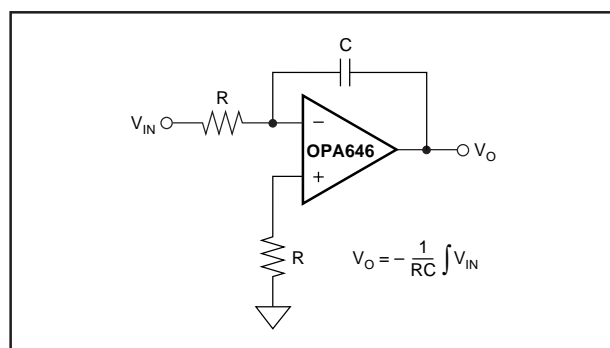 C
R
V_IN
−
OPA646
V_O
+
R
V_O = − 1/RC ∫ V_IN